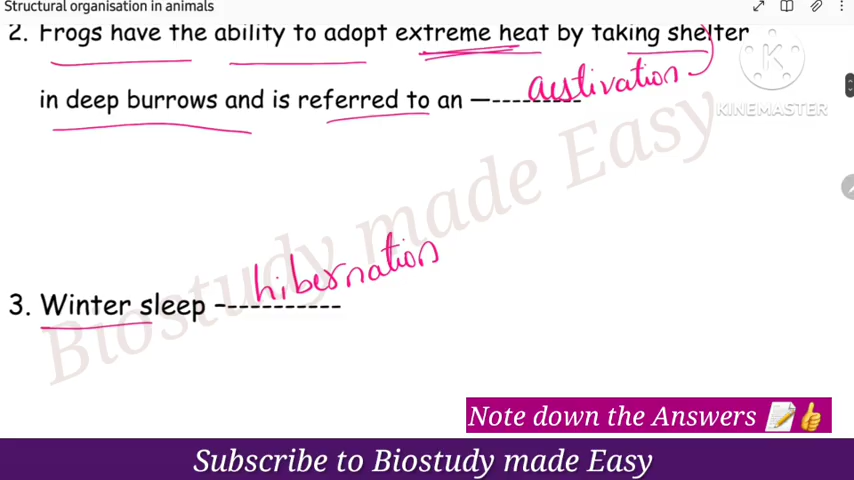 Structural organisation in animals
2. Frogs have the ability to adopt extreme heat by taking shelter
in deep burrows and is referred to an —--------- aestivation
KINEMASTER
Biostudy made Easy
3. Winter sleep –---------- hibernation
Note down the Answers 📝👍
Subscribe to Biostudy made Easy